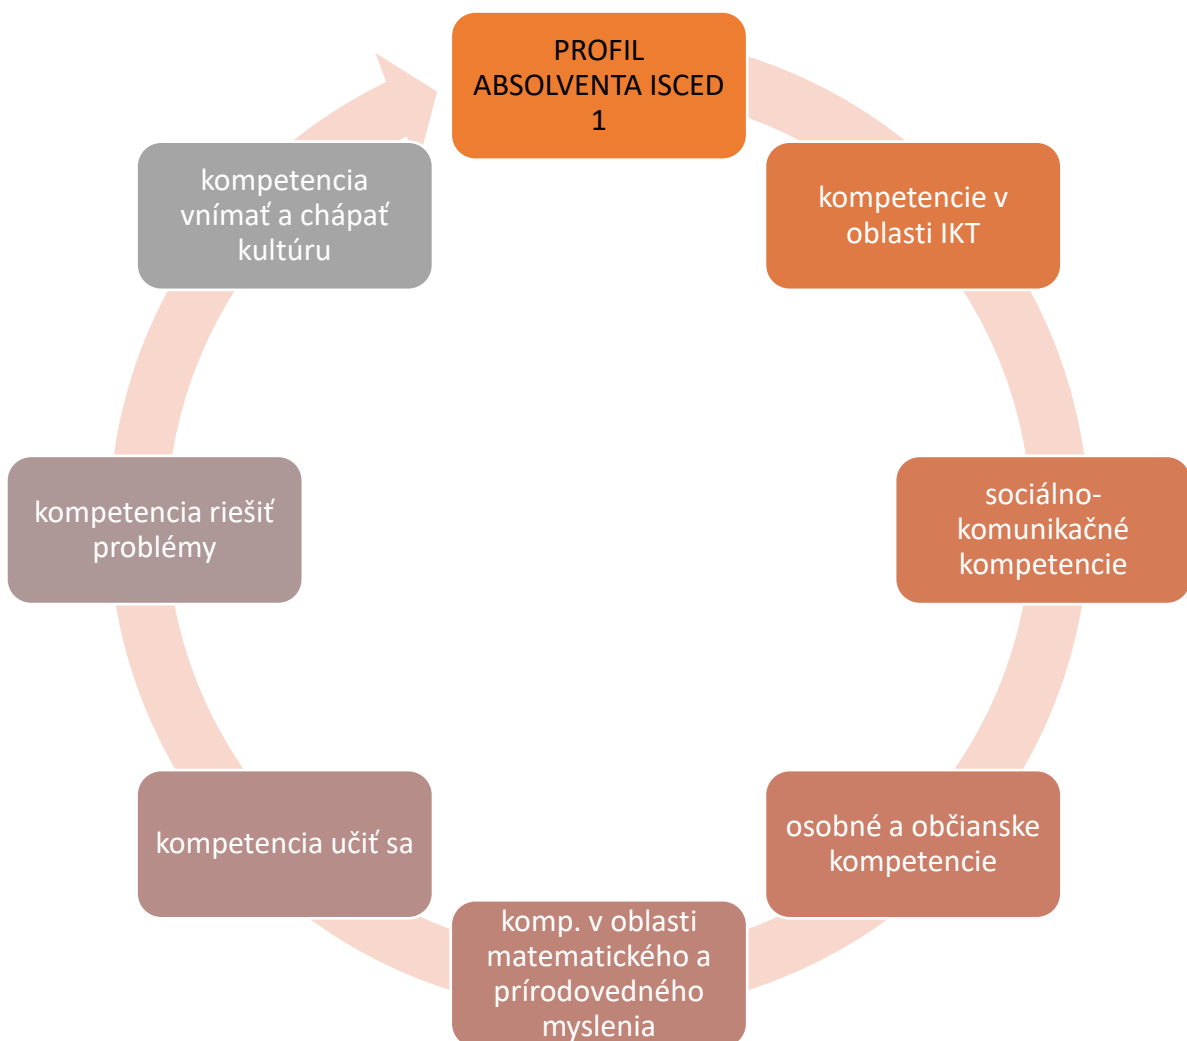 PROFIL
ABSOLVENTA ISCED
1
kompetencie v
oblasti IKT
sociálno-
komunikačné
kompetencie
osobné a občianske
kompetencie
komp. v oblasti
matematického a
prírodovedného
myslenia
kompetencia učiť sa
kompetencia riešiť
problémy
kompetencia
vnímať a chápať
kultúru